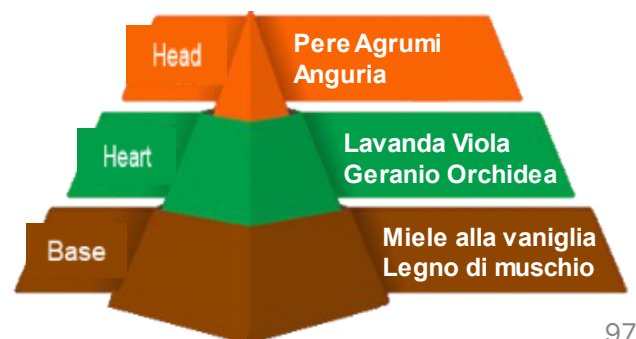 Head
Pere Agrumi
Anguria
Heart
Lavanda Viola
Geranio Orchidea
Base
Miele alla vaniglia
Legno di muschio
97